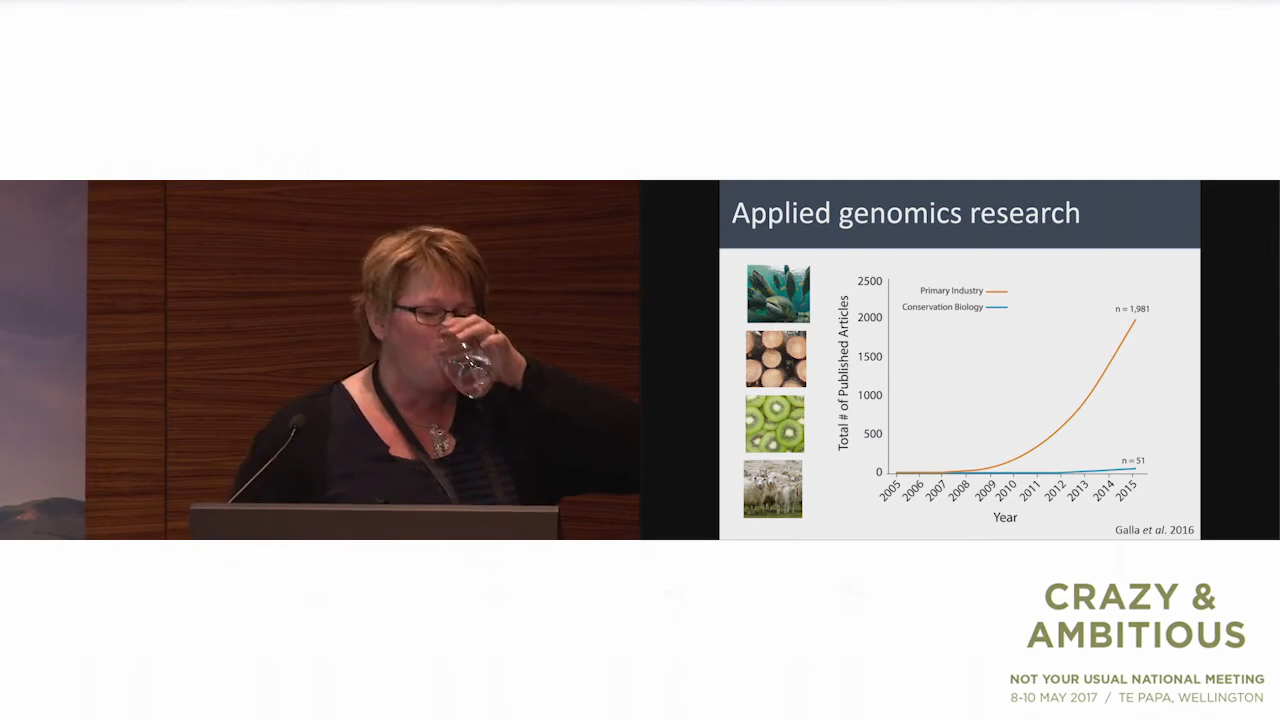 Applied genomics research
2500
2000
1500
1000
500
0
Total # of Published Articles
Primary Industry
Conservation Biology
n = 1,981
n = 51
2005
2006
2007
2008
2009
2010
2011
2012
2013
2014
2015
Year
Galla et al. 2016
CRAZY &
AMBITIOUS
NOT YOUR USUAL NATIONAL MEETING
8-10 MAY 2017 / TE PAPA, WELLINGTON